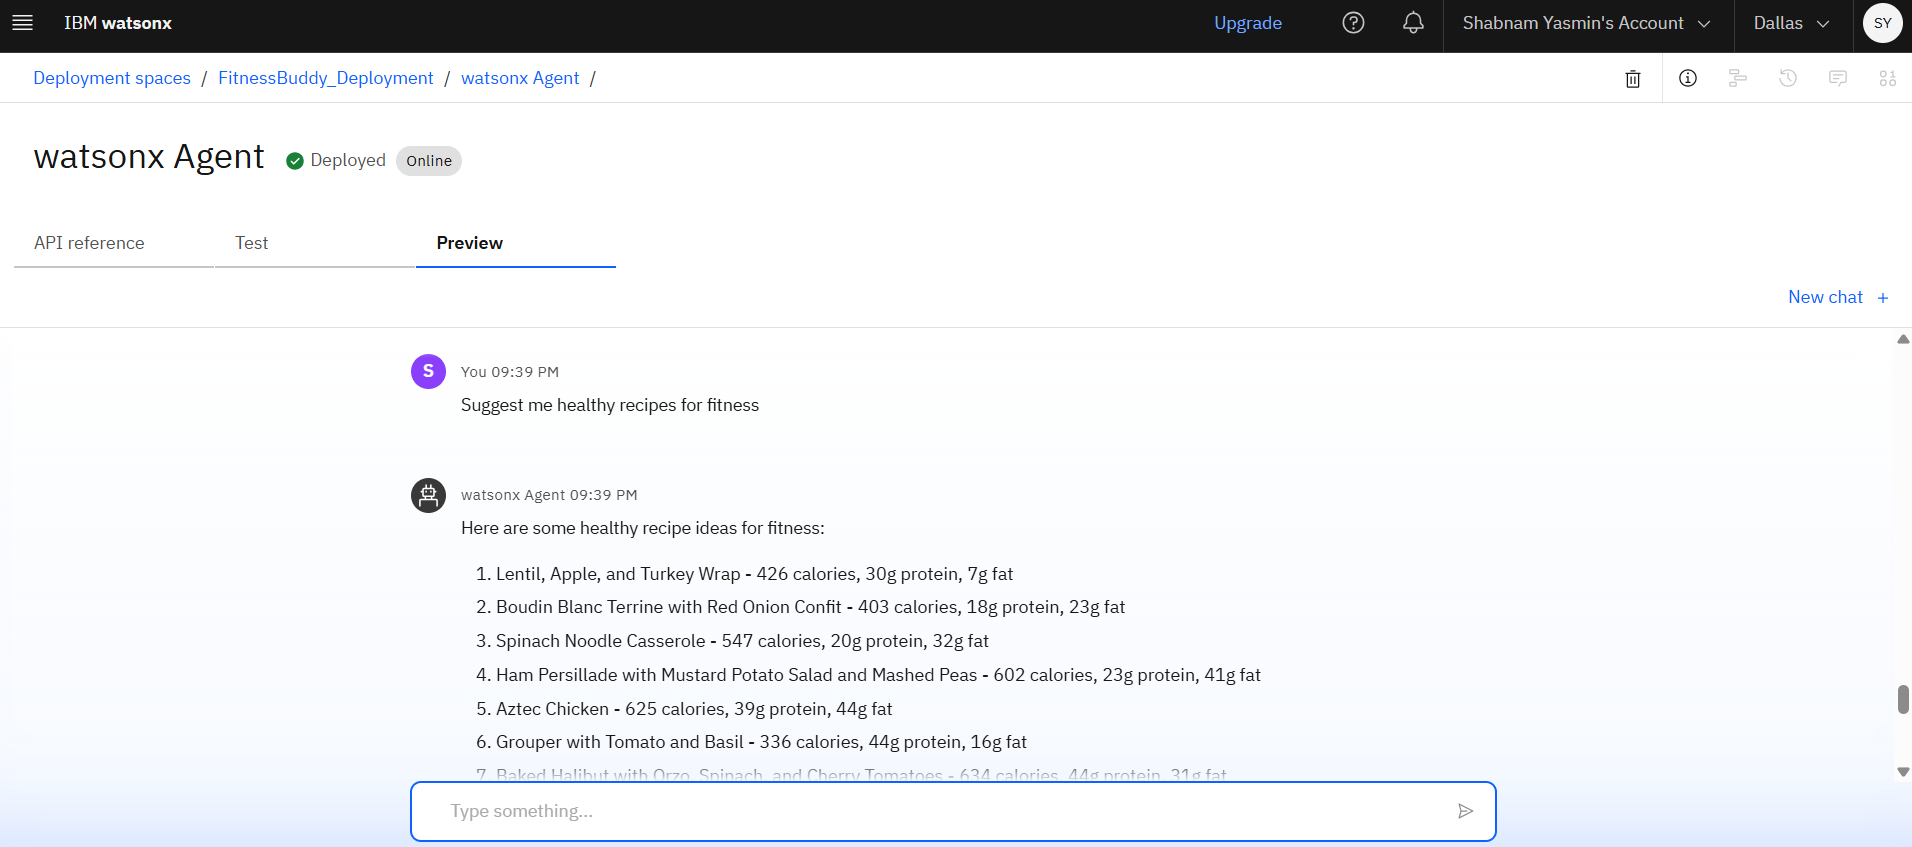 IBM watsonx
Upgrade
Shabnam Yasmin's Account
Dallas
SY
Deployment spaces / FitnessBuddy_Deployment / watsonx Agent /
watsonx Agent Deployed Online
API reference Test Preview
New chat +
S You 09:39 PM
Suggest me healthy recipes for fitness
watsonx Agent 09:39 PM
Here are some healthy recipe ideas for fitness:
1. Lentil, Apple, and Turkey Wrap - 426 calories, 30g protein, 7g fat
2. Boudin Blanc Terrine with Red Onion Confit - 403 calories, 18g protein, 23g fat
3. Spinach Noodle Casserole - 547 calories, 20g protein, 32g fat
4. Ham Persillade with Mustard Potato Salad and Mashed Peas - 602 calories, 23g protein, 41g fat
5. Aztec Chicken - 625 calories, 39g protein, 44g fat
6. Grouper with Tomato and Basil - 336 calories, 44g protein, 16g fat
7. Baked Halibut with Orzo, Spinach, and Cherry Tomatoes - 634 calories, 44g protein, 31g fat
Type something...